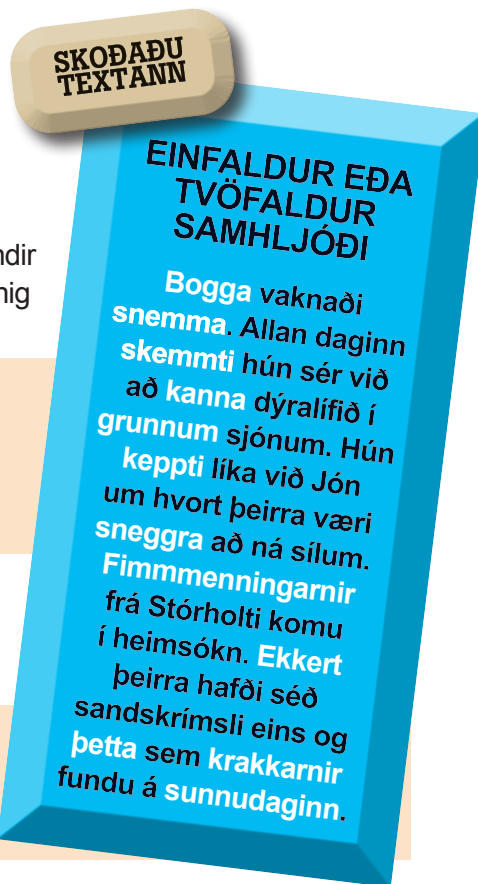 SKOÐAÐU
TEXTANN
EINFALDUR EÐA
TVÖFALDUR
SAMHLJÓÐI
Bogga vaknaði
snemma. Allan daginn
skemmti hún sér við
að kanna dýralífið í
grunnum sjónum. Hún
keppti líka við Jón
um hvort þeirra væri
sneggra að ná sílum.
Fimmmenningarnir
frá Stórholti komu
í heimsókn. Ekkert
þeirra hafði séð
sandskrímsli eins og
þetta sem krakkarnir
fundu á sunnudaginn.